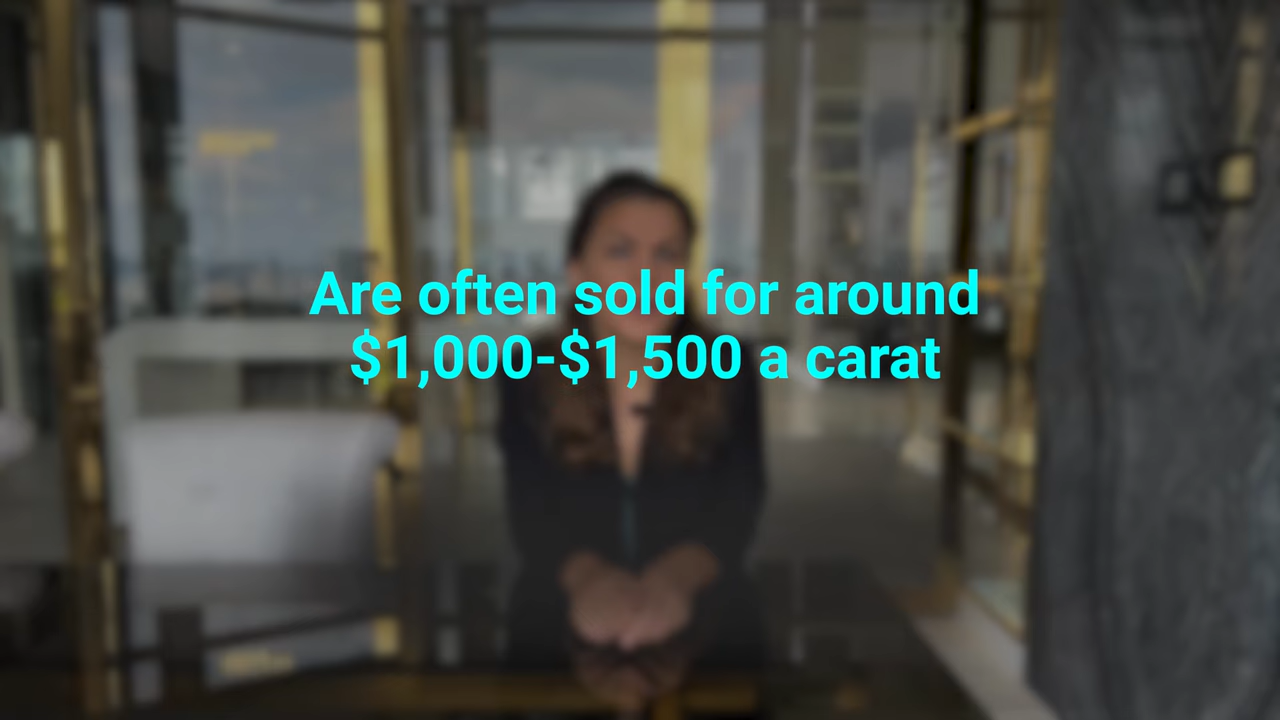 Are often sold for around
$1,000-$1,500 a carat